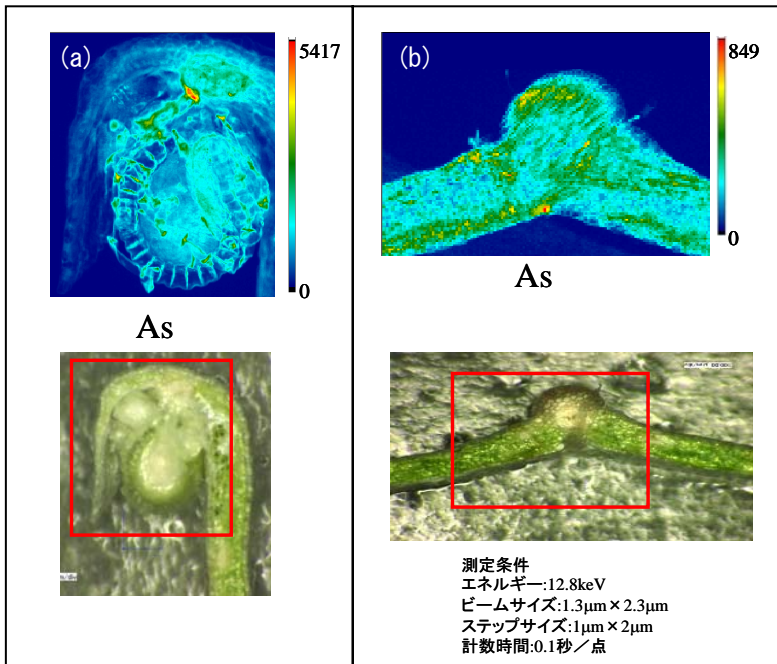 (a)
5417
0
As
(b)
849
0
As
測定条件
エネルギー:12.8keV
ビームサイズ:1.3μm×2.3μm
ステップサイズ:1μm×2μm
計数時間:0.1秒／点